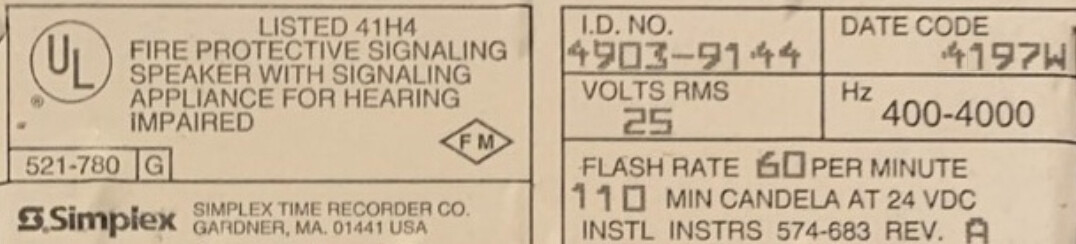 UL
®
LISTED 41H4
FIRE PROTECTIVE SIGNALING
SPEAKER WITH SIGNALING
APPLIANCE FOR HEARING
IMPAIRED
FM
521-780 G
Simplex
SIMPLEX TIME RECORDER CO.
GARDNER, MA. 01441 USA
I.D. NO.
4903-9144
DATE CODE
4197W
VOLTS RMS
25
Hz 400-4000
FLASH RATE 60 PER MINUTE
110 MIN CANDELA AT 24 VDC
INSTL INSTRS 574-683 REV. A